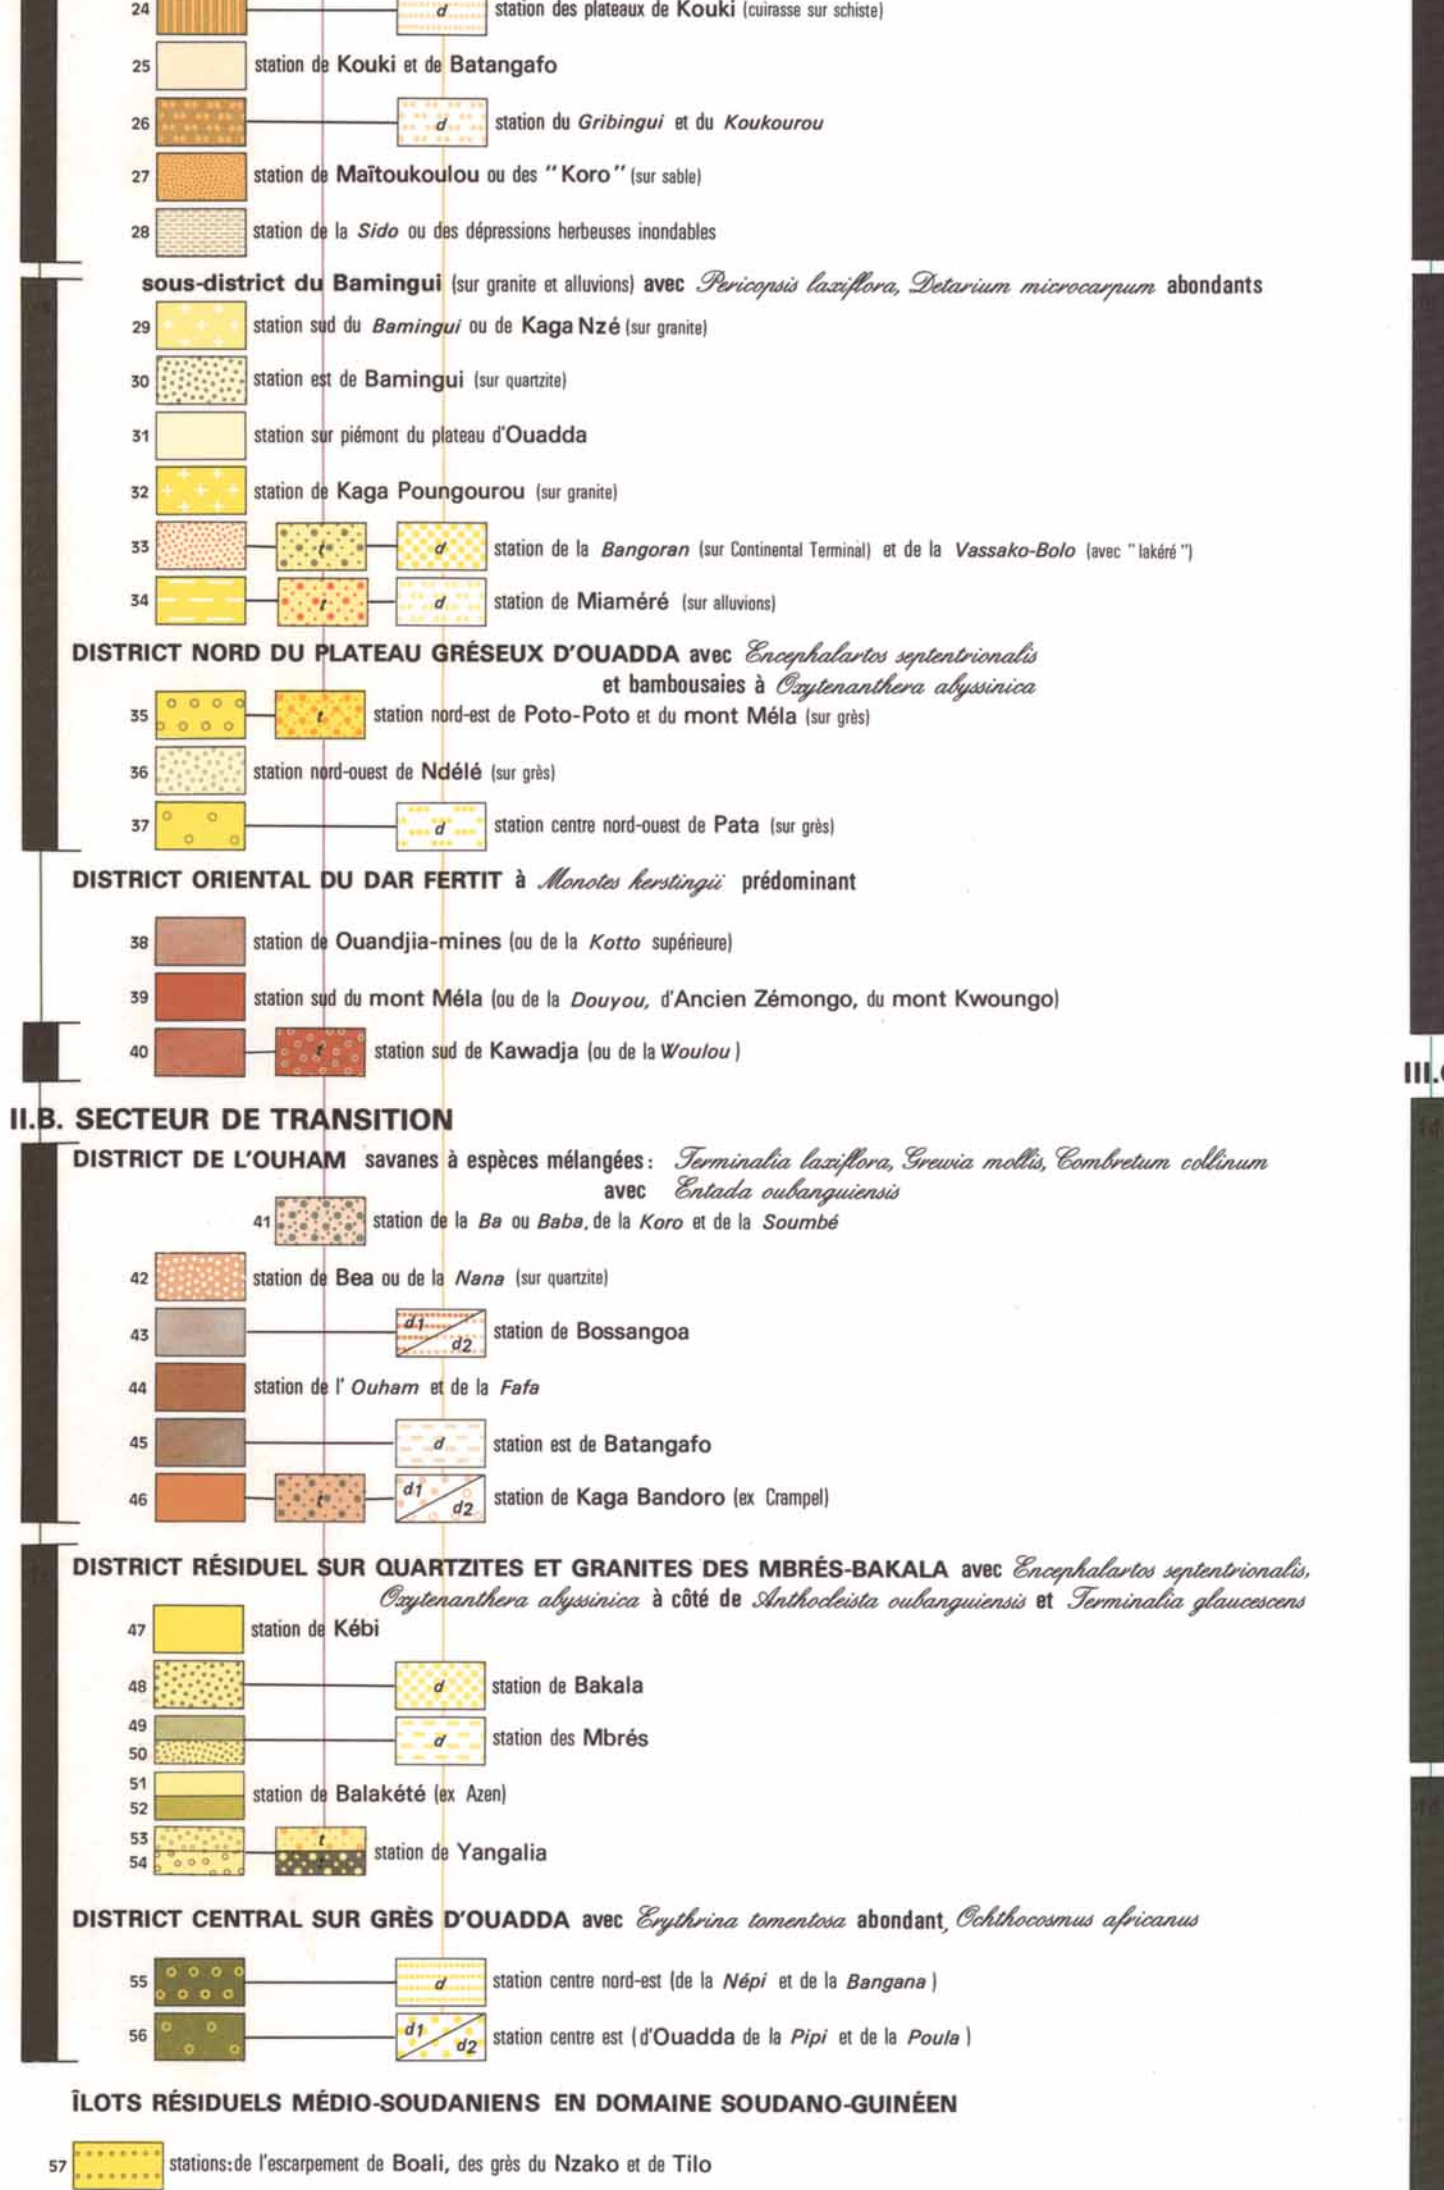 24 d station des plateaux de Kouki (cuirasse sur schiste)
25 station de Kouki et de Batangafo
26 d station du Gribingui et du Koukourou
27 station de Maïtoukoulou ou des "Koro" (sur sable)
28 station de la Sido ou des dépressions herbeuses inondables
sous-district du Bamingui (sur granite et alluvions) avec Pericopsis laxiflora, Detarium microcarpum abondants
29 station sud du Bamingui ou de Kaga Nzé (sur granite)
30 station est de Bamingui (sur quartzite)
31 station sur piémont du plateau d'Ouadda
32 station de Kaga Poungourou (sur granite)
33 t d station de la Bangoran (sur Continental Terminal) et de la Vassako-Bolo (avec "lakéré")
34 t d station de Miaméré (sur alluvions)
DISTRICT NORD DU PLATEAU GRÉSEUX D'OUADDA avec Encephalartos septentrionalis
et bambousaies à Oxytenanthera abyssinica
35 t station nord-est de Poto-Poto et du mont Méla (sur grès)
36 station nord-ouest de Ndélé (sur grès)
37 d station centre nord-ouest de Pata (sur grès)
DISTRICT ORIENTAL DU DAR FERTIT à Monotes kerstingii prédominant
38 station de Ouandjia-mines (ou de la Kotto supérieure)
39 station sud du mont Méla (ou de la Douyou, d'Ancien Zémongo, du mont Kwoungo)
40 t station sud de Kawadja (ou de la Woulou)
III.
II.B. SECTEUR DE TRANSITION
DISTRICT DE L'OUHAM savanes à espèces mélangées: Terminalia laxiflora, Grewia mollis, Combretum collinum
avec Entada oubanguiensis
41 station de la Ba ou Baba, de la Koro et de la Soumbé
42 station de Bea ou de la Nana (sur quartzite)
43 d1 d2 station de Bossangoa
44 station de l'Ouham et de la Fafa
45 d station est de Batangafo
46 t d1 d2 station de Kaga Bandoro (ex Crampel)
DISTRICT RÉSIDUEL SUR QUARTZITES ET GRANITES DES MBRÉS-BAKALA avec Encephalartos septentrionalis,
Oxytenanthera abyssinica à côté de Anthocleista oubanguiensis et Terminalia glaucescens
47 station de Kébi
48 d station de Bakala
49
50 d station des Mbrés
51
52 station de Balakété (ex Azen)
53 t
54 t station de Yangalia
DISTRICT CENTRAL SUR GRÈS D'OUADDA avec Erythrina tomentosa abondant, Ochthocosmus africanus
55 d station centre nord-est (de la Népi et de la Bangana)
56 d1 d2 station centre est (d'Ouadda de la Pipi et de la Poula)
ÎLOTS RÉSIDUELS MÉDIO-SOUDANIENS EN DOMAINE SOUDANO-GUINÉEN
57 stations: de l'escarpement de Boali, des grès du Nzako et de Tilo